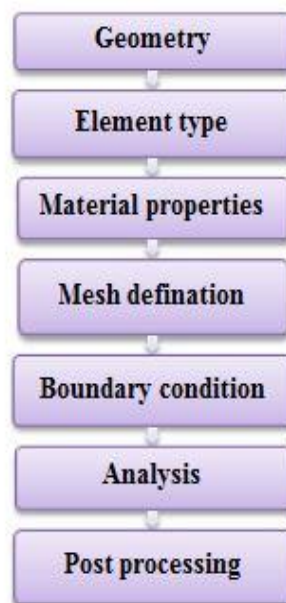 Geometry
Element type
Material properties
Mesh defination
Boundary condition
Analysis
Post processing